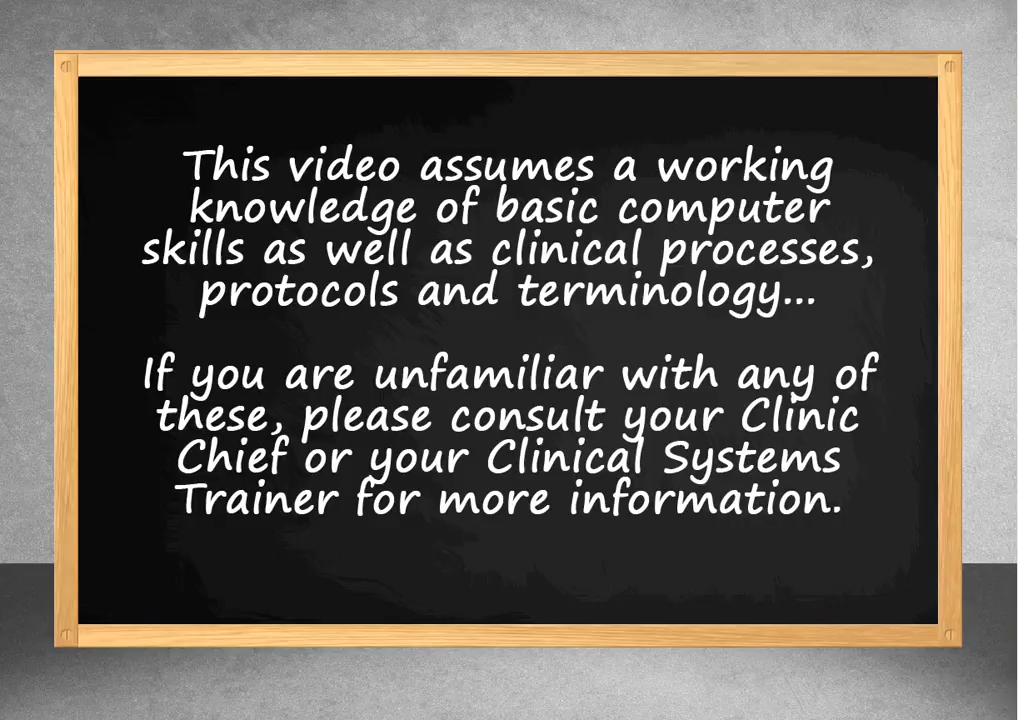 This video assumes a working
knowledge of basic computer
skills as well as clinical processes,
protocols and terminology...
If you are unfamiliar with any of
these, please consult your Clinic
Chief or your Clinical Systems
Trainer for more information.